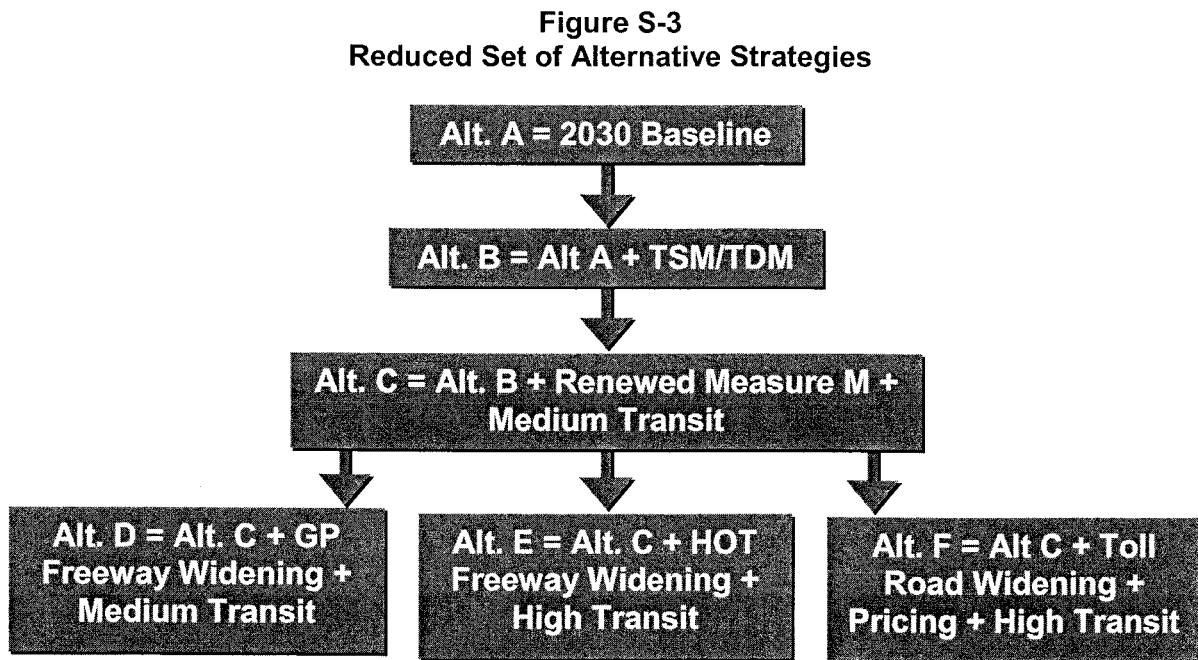 Figure S-3
Reduced Set of Alternative Strategies
Alt. A = 2030 Baseline
Alt. B = Alt A + TSM/TDM
Alt. C = Alt. B + Renewed Measure M +
Medium Transit
Alt. D = Alt. C + GP
Freeway Widening +
Medium Transit
Alt. E = Alt. C + HOT
Freeway Widening +
High Transit
Alt. F = Alt C + Toll
Road Widening +
Pricing + High Transit